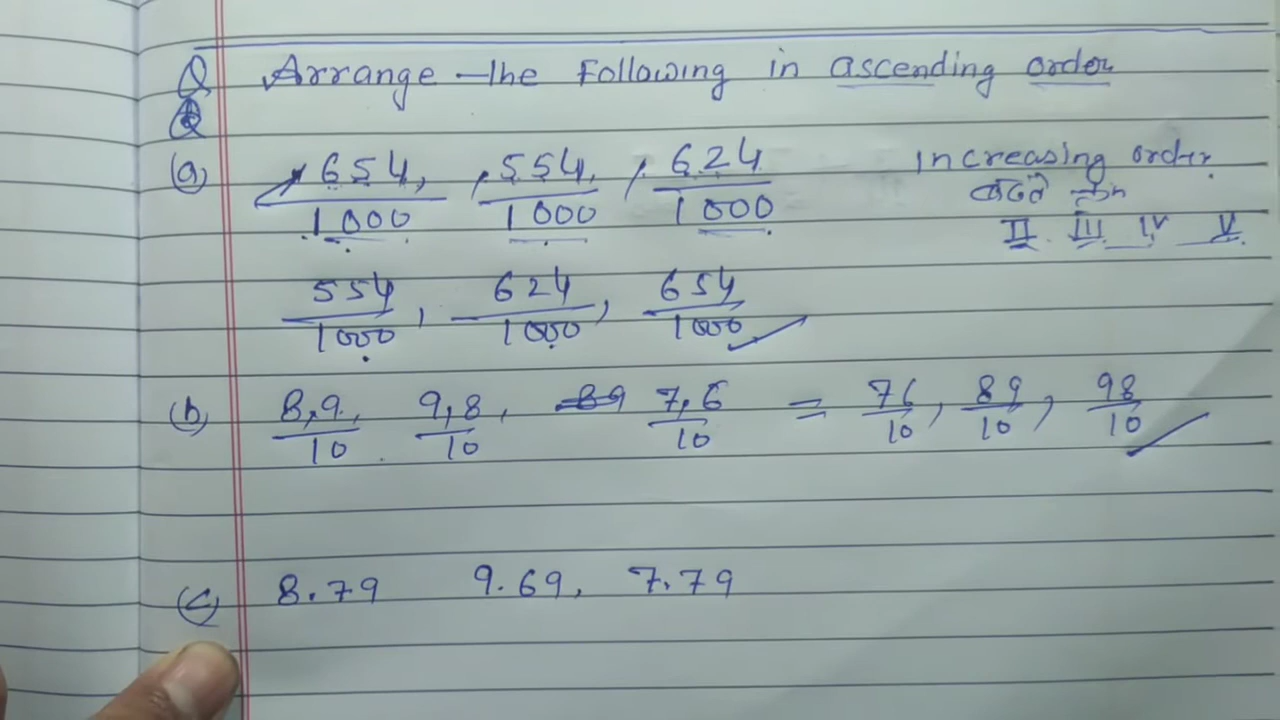 Q Arrange the Following in ascending order
(a) .654, .554, .624 Increasing order
1000 1000 1000 बढ़ते क्रम
II III IV V
554 624 654
1000, 1000, 1000
(b) 8,9, 9,8, 89 7,6 = 76, 89, 98
10 10 10 10 10 10
(c) 8.79 9.69, 7.79